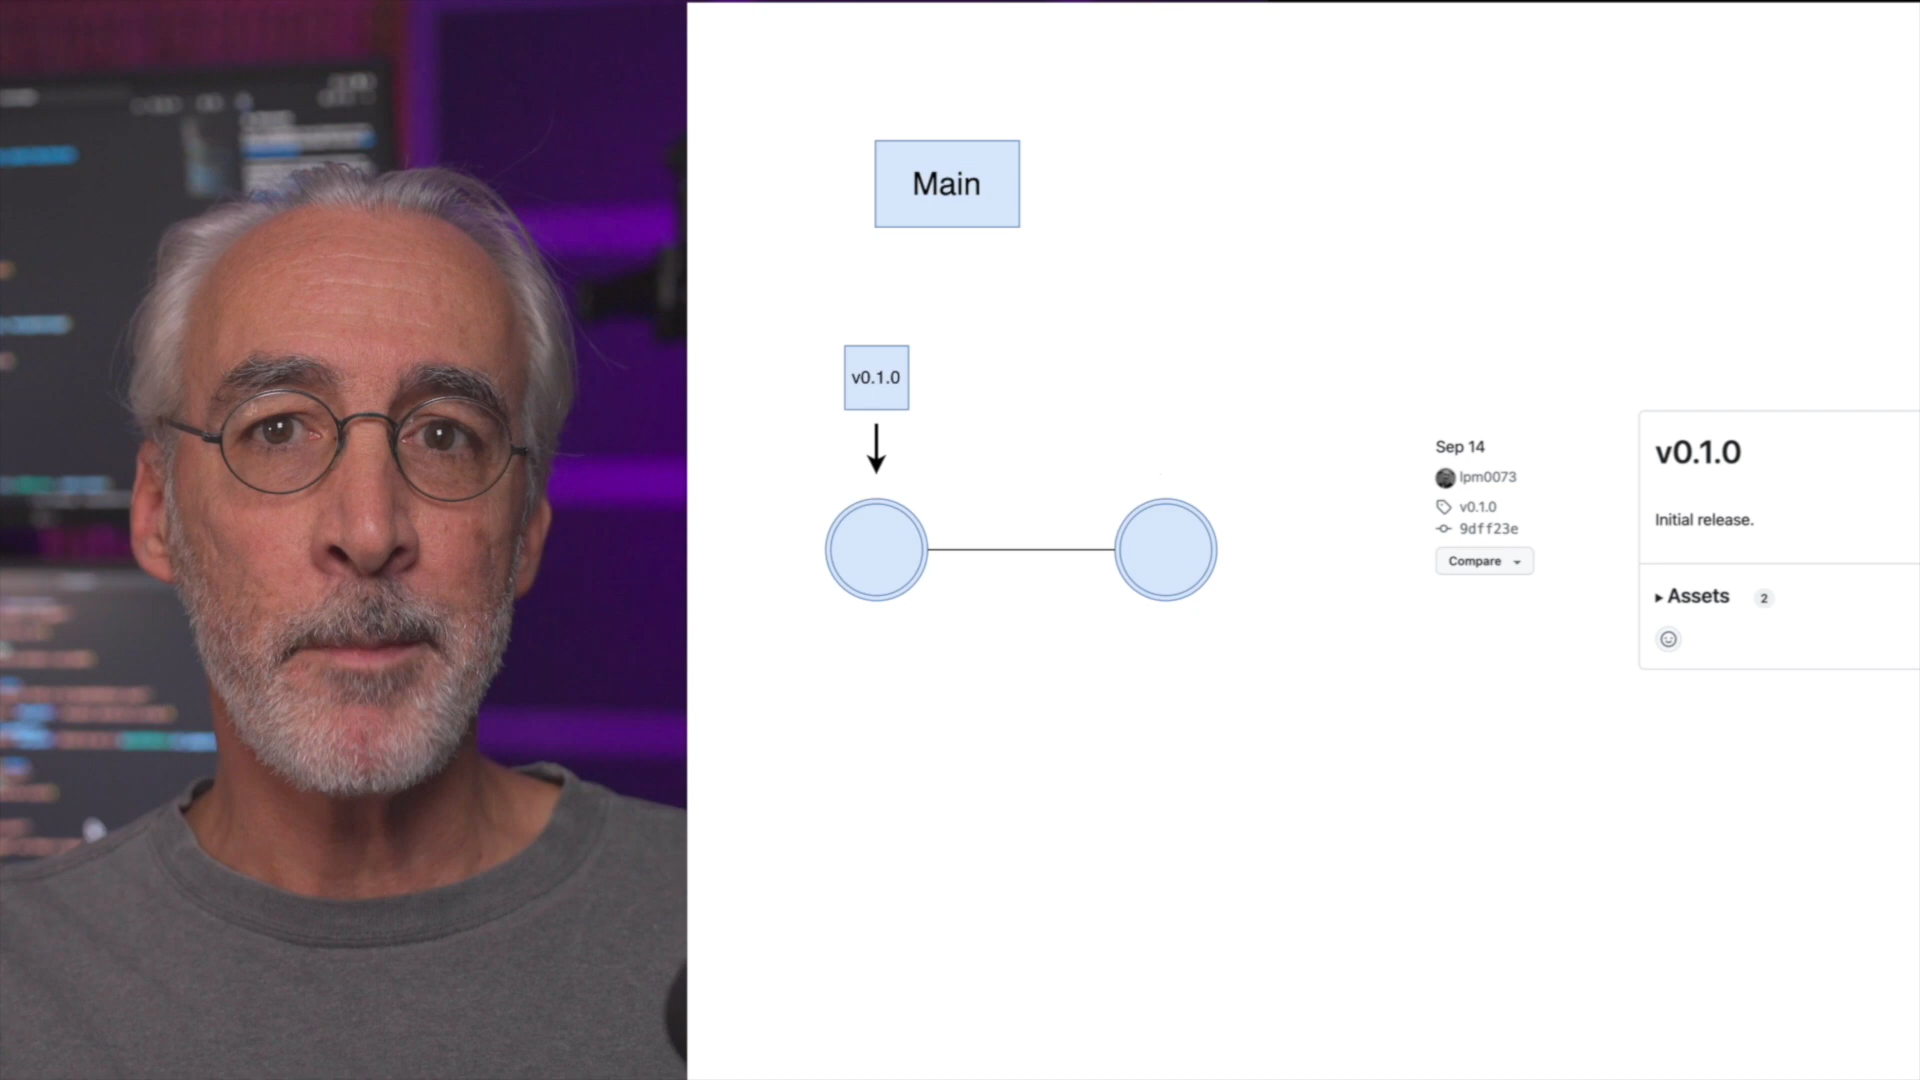 Main
v0.1.0
Sep 14
lpm0073
v0.1.0
9dff23e
Compare
v0.1.0
Initial release.
Assets 2